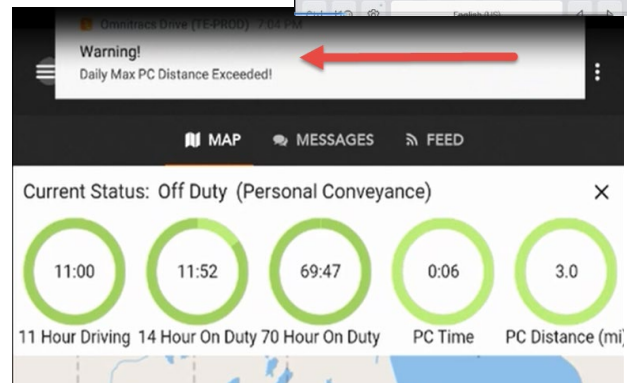 English (US)
Omnitracs Drive (TE-PROD) 7:04 PM
Warning!
Daily Max PC Distance Exceeded!
MAP MESSAGES FEED
Current Status: Off Duty (Personal Conveyance)
11:00 11:52 69:47 0:06 3.0
11 Hour Driving 14 Hour On Duty 70 Hour On Duty PC Time PC Distance (mi)